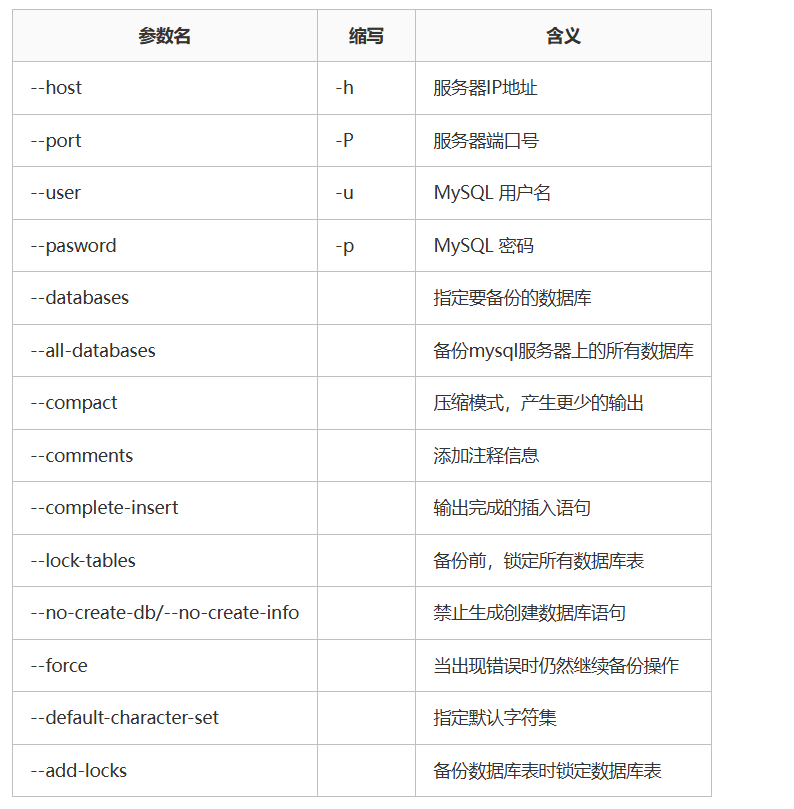 参数名 缩写 含义
--host -h 服务器IP地址
--port -P 服务器端口号
--user -u MySQL 用户名
--pasword -p MySQL 密码
--databases 指定要备份的数据库
--all-databases 备份mysql服务器上的所有数据库
--compact 压缩模式，产生更少的输出
--comments 添加注释信息
--complete-insert 输出完成的插入语句
--lock-tables 备份前，锁定所有数据库表
--no-create-db/--no-create-info 禁止生成创建数据库语句
--force 当出现错误时仍然继续备份操作
--default-character-set 指定默认字符集
--add-locks 备份数据库表时锁定数据库表